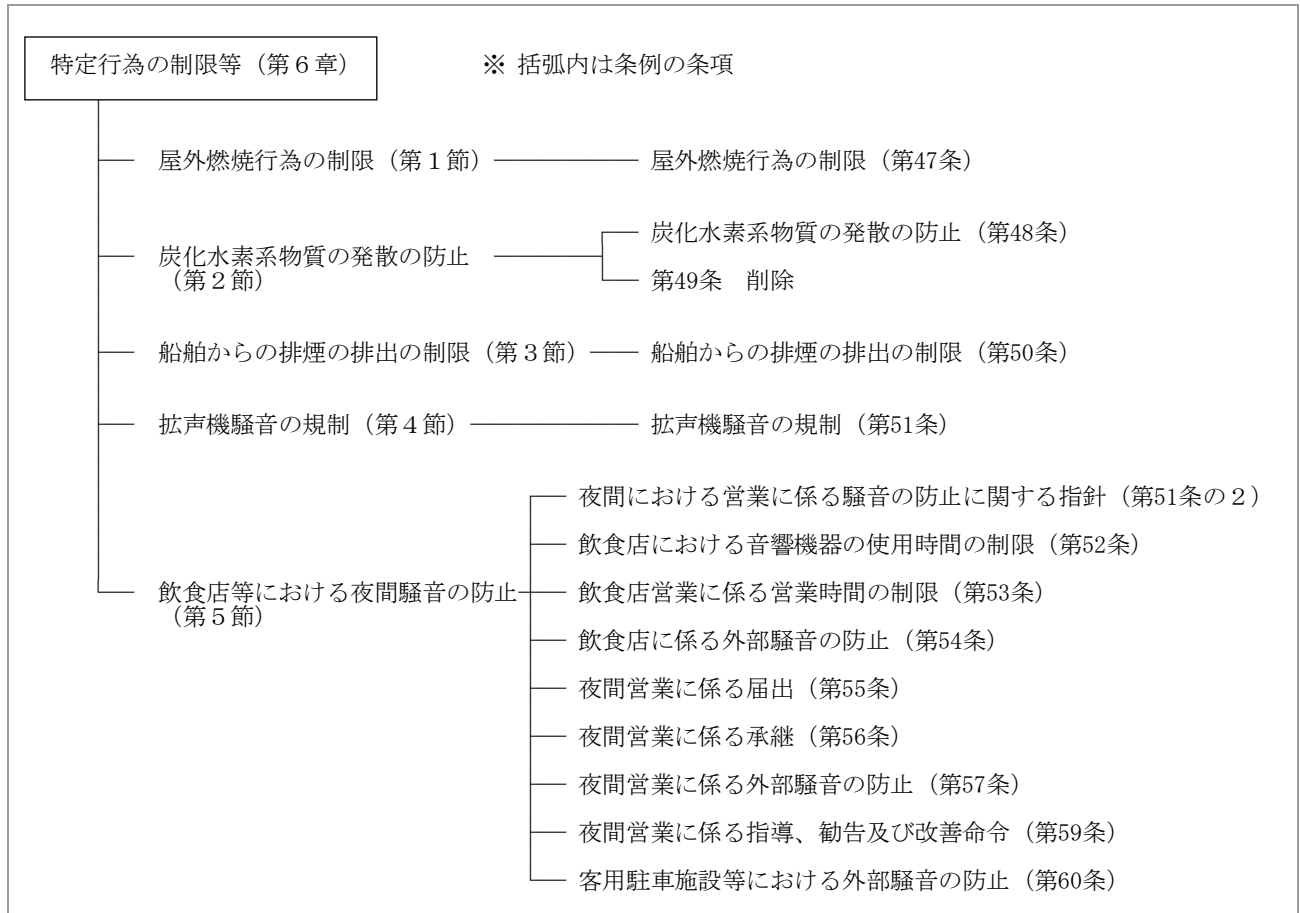 特定行為の制限等（第６章）
※ 括弧内は条例の条項
屋外燃焼行為の制限（第１節）
屋外燃焼行為の制限（第47条）
炭化水素系物質の発散の防止
（第２節）
炭化水素系物質の発散の防止（第48条）
第49条　削除
船舶からの排煙の排出の制限（第３節）
船舶からの排煙の排出の制限（第50条）
拡声機騒音の規制（第４節）
拡声機騒音の規制（第51条）
飲食店等における夜間騒音の防止
（第５節）
夜間における営業に係る騒音の防止に関する指針（第51条の２）
飲食店における音響機器の使用時間の制限（第52条）
飲食店営業に係る営業時間の制限（第53条）
飲食店に係る外部騒音の防止（第54条）
夜間営業に係る届出（第55条）
夜間営業に係る承継（第56条）
夜間営業に係る外部騒音の防止（第57条）
夜間営業に係る指導、勧告及び改善命令（第59条）
客用駐車施設等における外部騒音の防止（第60条）